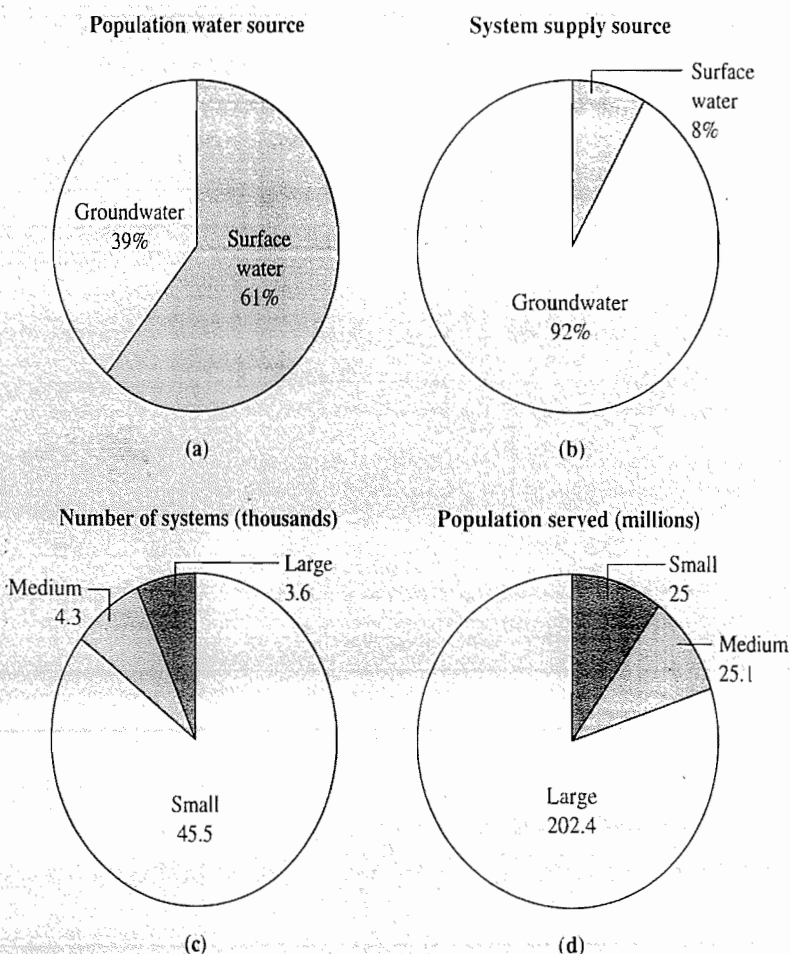 Population water source
Groundwater
39%
Surface
water
61%
(a)
System supply source
Surface
water
8%
Groundwater
92%
(b)
Number of systems (thousands)
Medium
4.3
Large
3.6
Small
45.5
(c)
Population served (millions)
Small
25
Medium
25.1
Large
202.4
(d)